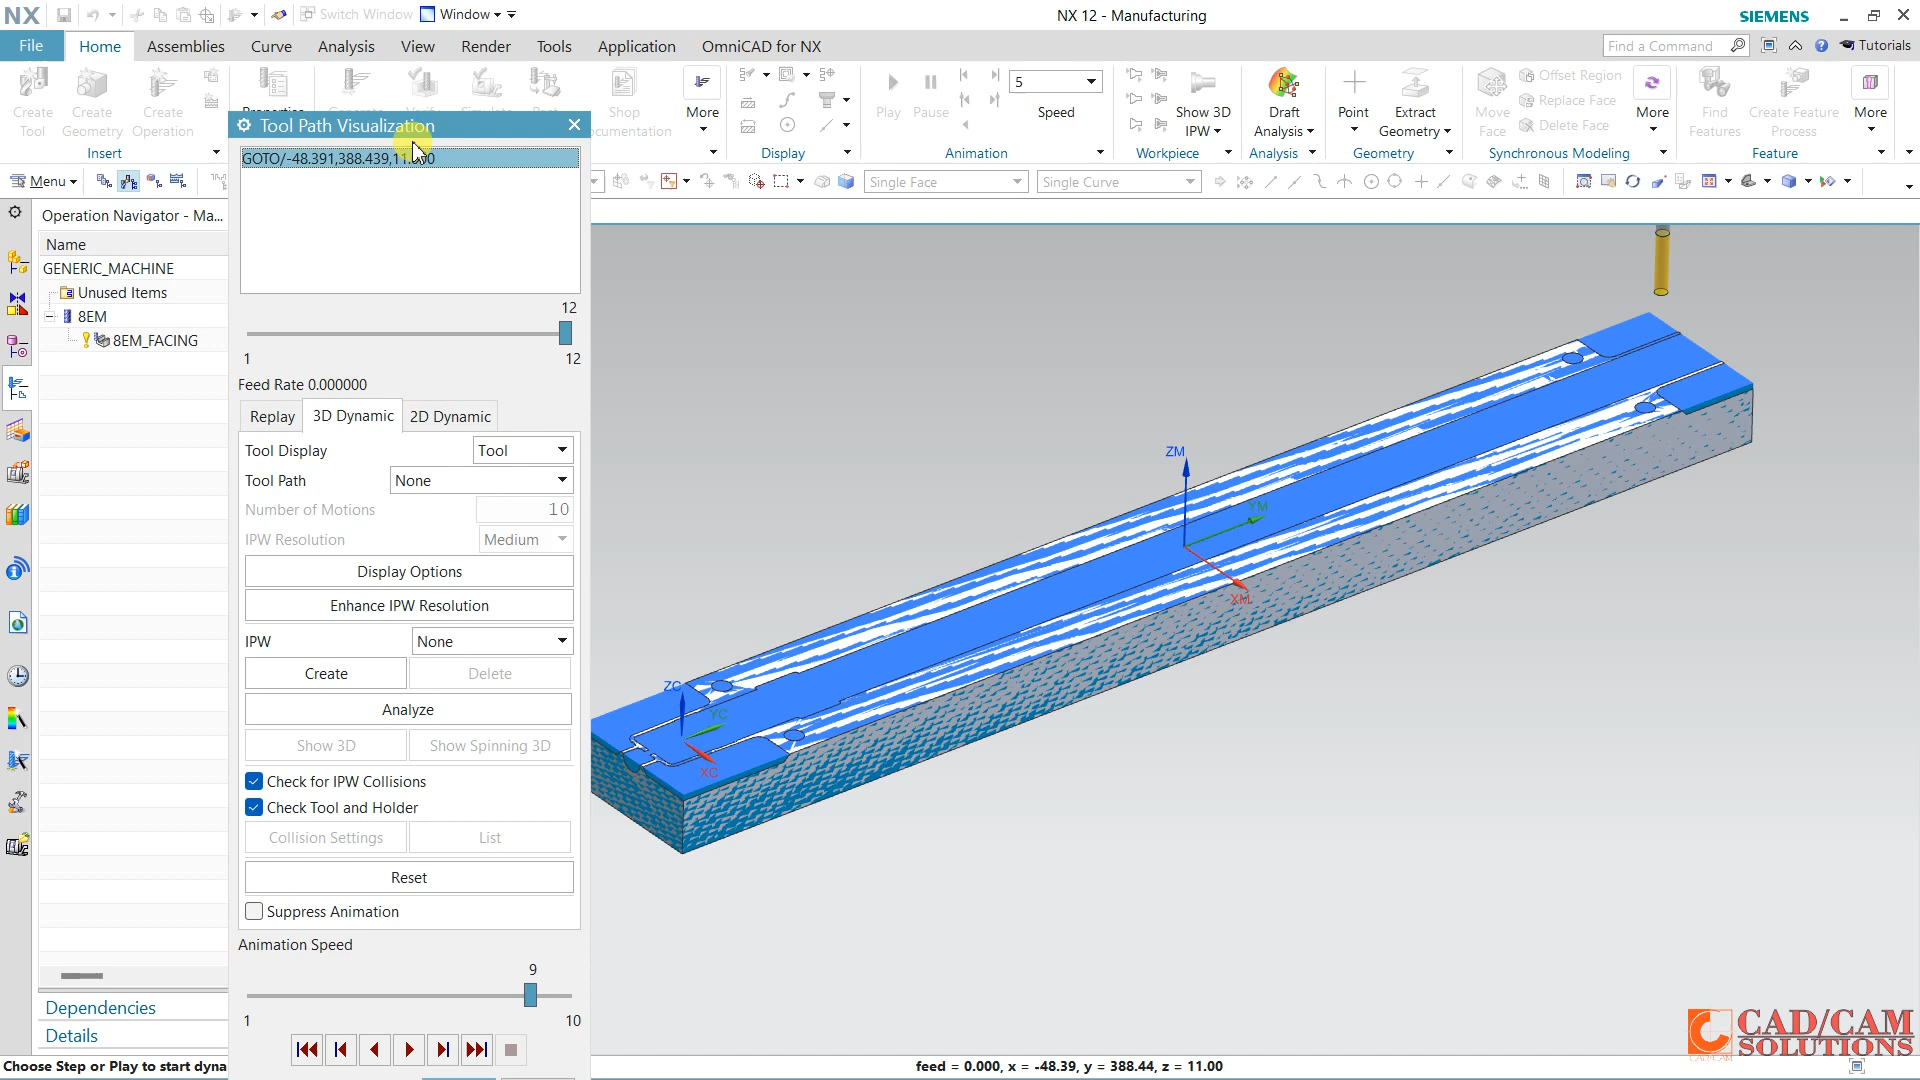 NX
Switch Window
Window
NX 12 - Manufacturing
SIEMENS
File
Home
Assemblies
Curve
Analysis
View
Render
Tools
Application
OmniCAD for NX
Find a Command
Tutorials
Create Tool
Create Geometry
Create Operation
Insert
Properties
Shop
More
Display
Play
Pause
5
Speed
Animation
Show 3D IPW
Workpiece
Draft Analysis
Analysis
Point
Extract Geometry
Geometry
Move Face
Offset Region
Replace Face
Delete Face
More
Synchronous Modeling
Find Features
Create Feature Process
More
Feature
Menu
Single Face
Single Curve
Operation Navigator - Ma...
Name
GENERIC_MACHINE
Unused Items
8EM
8EM_FACING
Dependencies
Details
Tool Path Visualization
GOTO/-48.391,388.439,11.000
12
1
12
Feed Rate 0.000000
Replay
3D Dynamic
2D Dynamic
Tool Display
Tool
Tool Path
None
Number of Motions
10
IPW Resolution
Medium
Display Options
Enhance IPW Resolution
IPW
None
Create
Delete
Analyze
Show 3D
Show Spinning 3D
Check for IPW Collisions
Check Tool and Holder
Collision Settings
List
Reset
Suppress Animation
Animation Speed
9
1
10
ZM
YM
XM
ZC
YC
XC
CAD/CAM
SOLUTIONS
Choose Step or Play to start dyna
feed = 0.000, x = -48.39, y = 388.44, z = 11.00